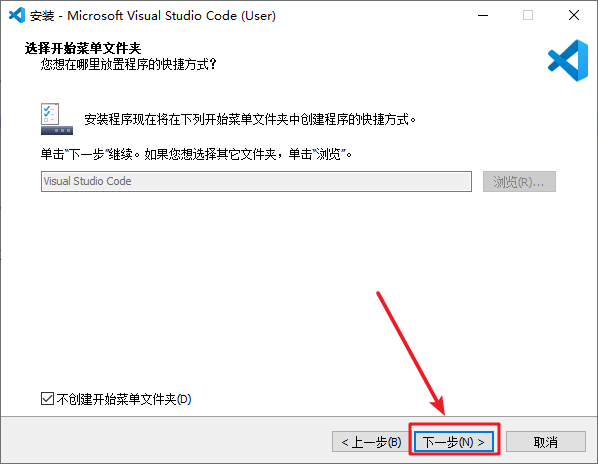 安装 - Microsoft Visual Studio Code (User)
选择开始菜单文件夹
您想在哪里放置程序的快捷方式？
安装程序现在将在下列开始菜单文件夹中创建程序的快捷方式。
单击“下一步”继续。如果您想选择其它文件夹，单击“浏览”。
Visual Studio Code
浏览(R)...
不创建开始菜单文件夹(D)
< 上一步(B)
下一步(N) >
取消